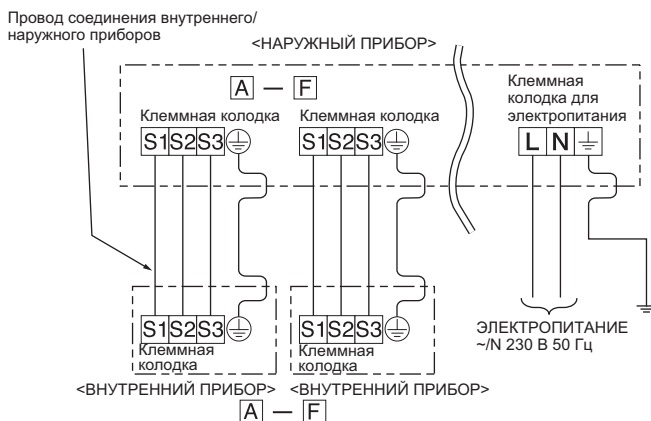 Провод соединения внутреннего/
наружного приборов
<НАРУЖНЫЙ ПРИБОР>
A — F
Клеммная колодка
Клеммная колодка
Клеммная
колодка для
электропитания
S1 S2 S3
S1 S2 S3
L N
S1 S2 S3
S1 S2 S3
Клеммная
колодка
Клеммная
колодка
ЭЛЕКТРОПИТАНИЕ
~/N 230 В 50 Гц
<ВНУТРЕННИЙ ПРИБОР>
<ВНУТРЕННИЙ ПРИБОР>
A — F